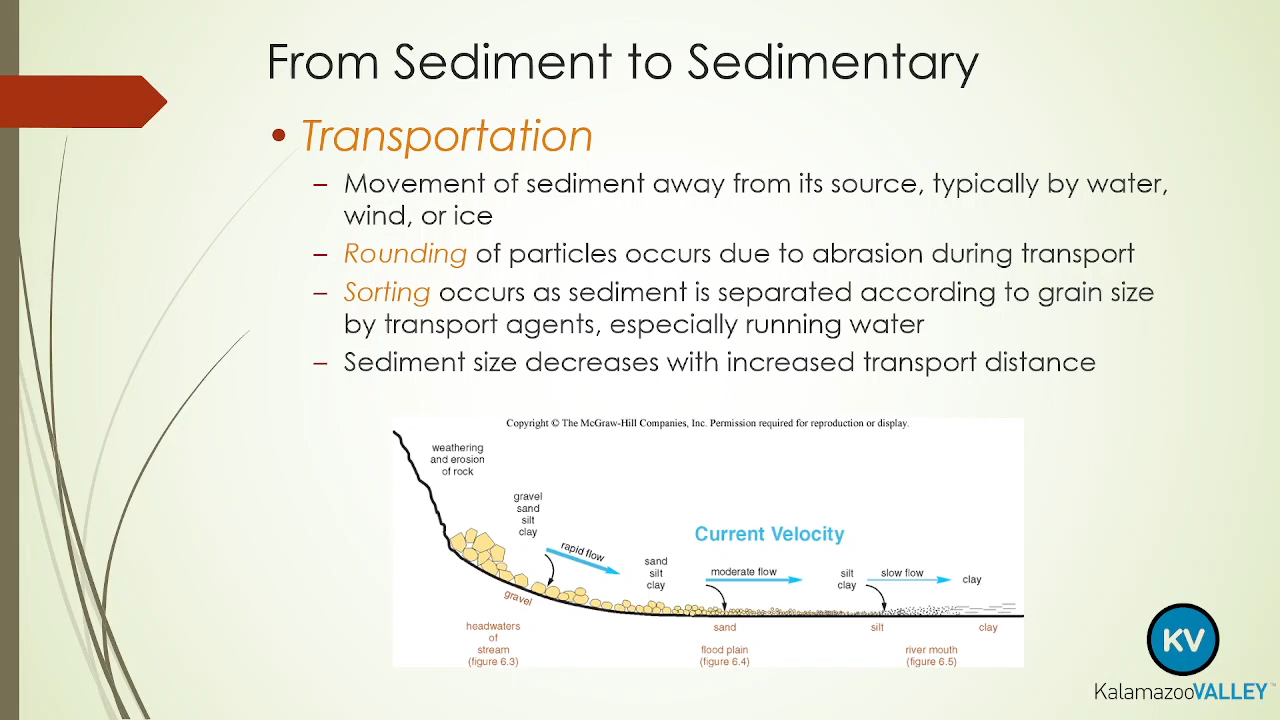 From Sediment to Sedimentary
• Transportation
– Movement of sediment away from its source, typically by water,
wind, or ice
– Rounding of particles occurs due to abrasion during transport
– Sorting occurs as sediment is separated according to grain size
by transport agents, especially running water
– Sediment size decreases with increased transport distance
Copyright © The McGraw-Hill Companies, Inc. Permission required for reproduction or display.
weathering
and erosion
of rock
gravel
sand
silt
clay
rapid flow
gravel
Current Velocity
sand
silt
clay
moderate flow
silt
clay
slow flow
clay
headwaters
of
stream
(figure 6.3)
sand
flood plain
(figure 6.4)
silt
clay
river mouth
(figure 6.5)
KV
KalamazooVALLEY™